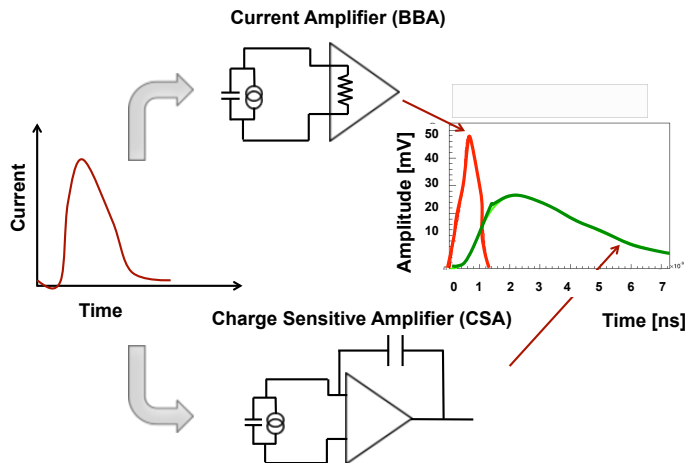 Current Amplifier (BBA)
Current
Time
Amplitude [mV]
50
40
30
20
10
0
0 1 2 3 4 5 6 7
Time [ns]
Charge Sensitive Amplifier (CSA)